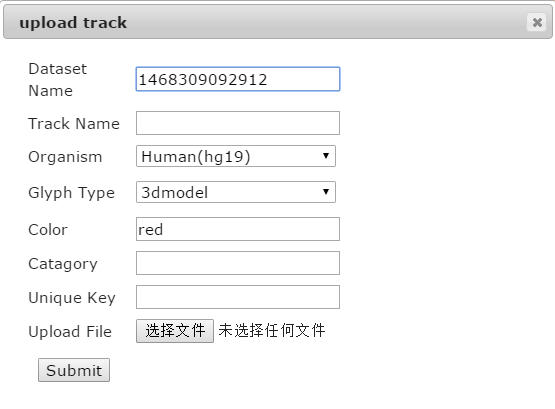 upload track
Dataset
Name
1468309092912
Track Name
Organism
Human(hg19)
Glyph Type
3dmodel
Color
red
Catagory
Unique Key
Upload File
选择文件 未选择任何文件
Submit